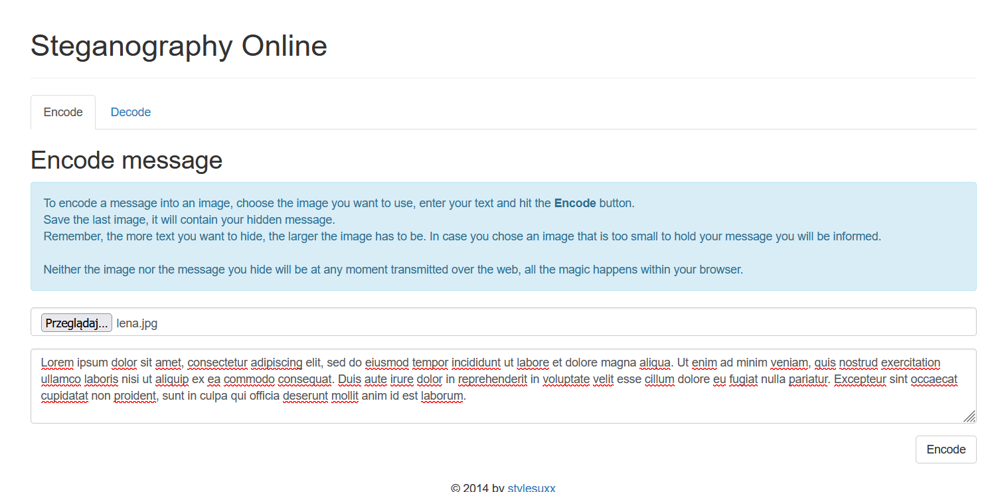 Steganography Online
Encode
Decode
Encode message
To encode a message into an image, choose the image you want to use, enter your text and hit the Encode button.
Save the last image, it will contain your hidden message.
Remember, the more text you want to hide, the larger the image has to be. In case you chose an image that is too small to hold your message you will be informed.
Neither the image nor the message you hide will be at any moment transmitted over the web, all the magic happens within your browser.
Przeglądaj... lena.jpg
Lorem ipsum dolor sit amet, consectetur adipiscing elit, sed do eiusmod tempor incididunt ut labore et dolore magna aliqua. Ut enim ad minim veniam, quis nostrud exercitation
ullamco laboris nisi ut aliquip ex ea commodo consequat. Duis aute irure dolor in reprehenderit in voluptate velit esse cillum dolore eu fugiat nulla pariatur. Excepteur sint occaecat
cupidatat non proident, sunt in culpa qui officia deserunt mollit anim id est laborum.
Encode
© 2014 by stylesuxx